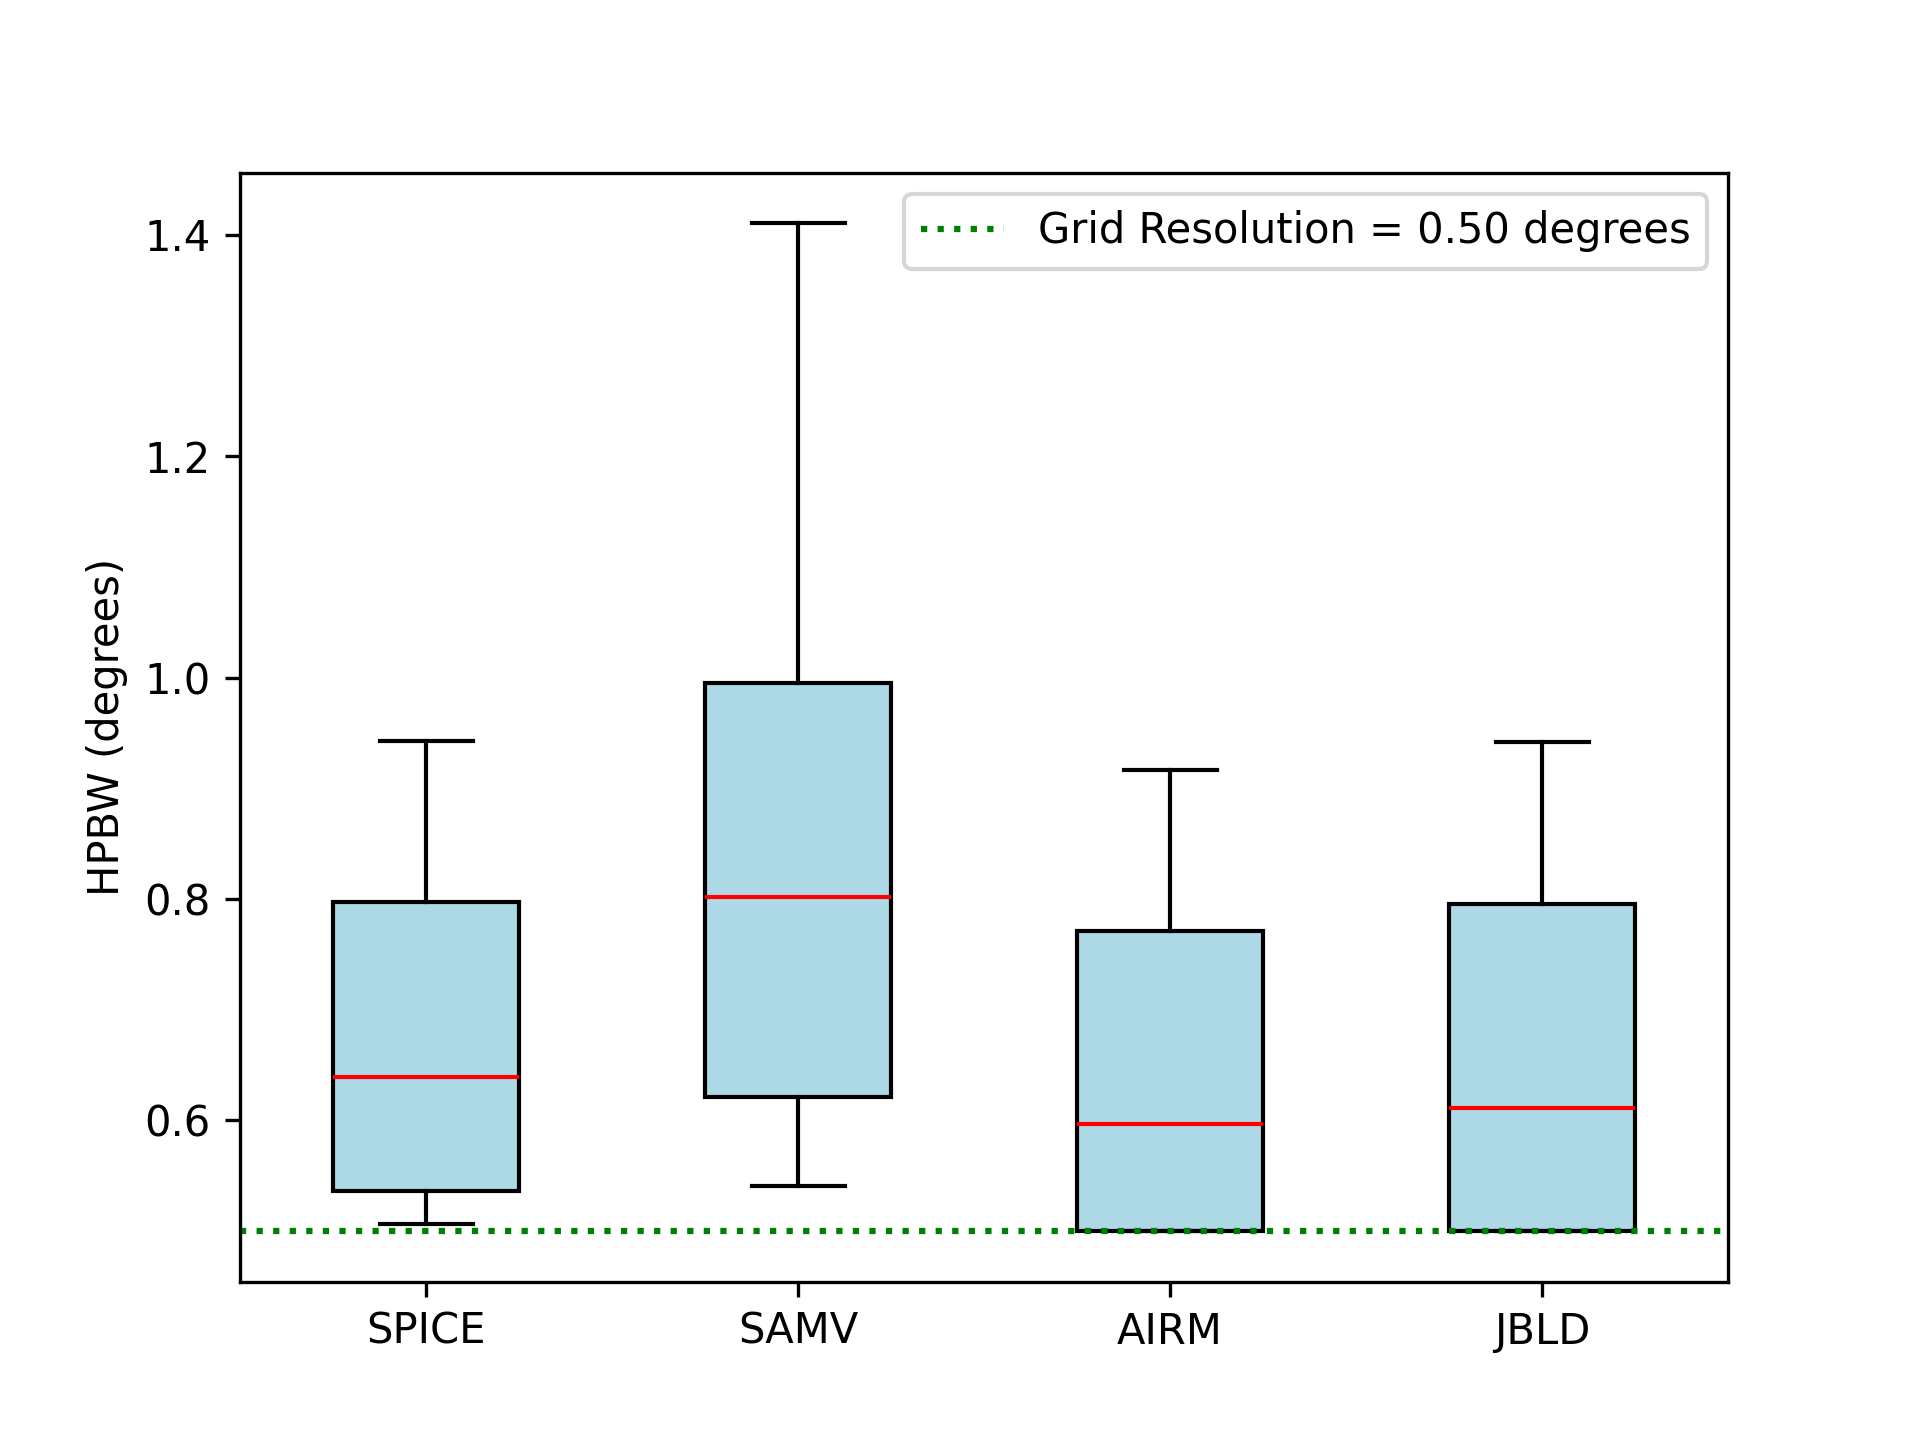 Grid Resolution = 0.50 degrees
HPBW (degrees)
1.4
1.2
1.0
0.8
0.6
SPICE SAMV AIRM JBLD